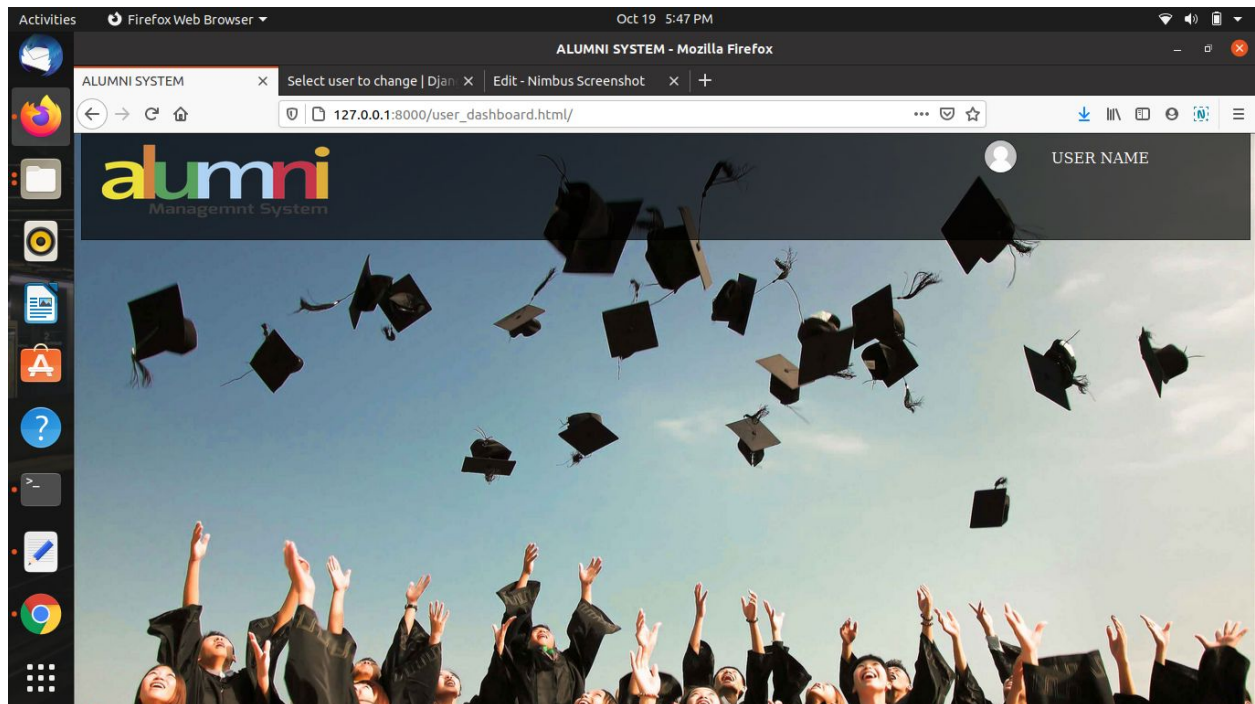 Activities Firefox Web Browser Oct 19 5:47 PM
ALUMNI SYSTEM - Mozilla Firefox
ALUMNI SYSTEM Select user to change | Djan Edit - Nimbus Screenshot
127.0.0.1:8000/user_dashboard.html/
alumni
Managemnt System
USER NAME